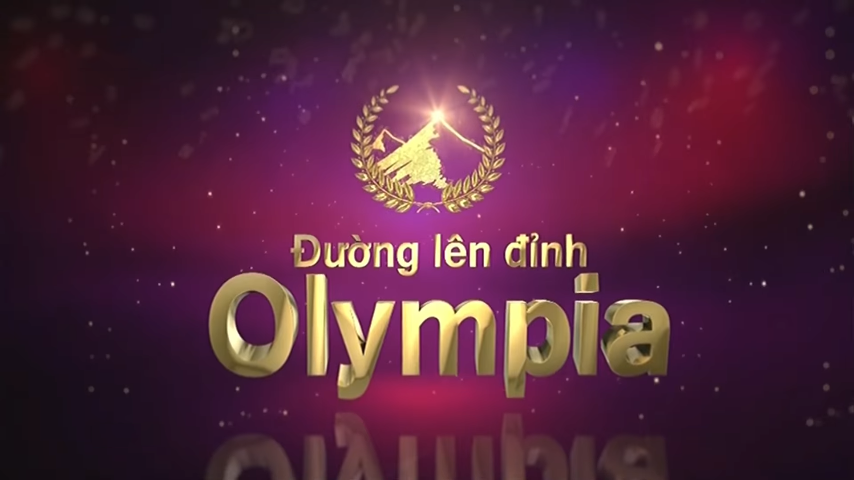 Đường lên đỉnh
Olympia